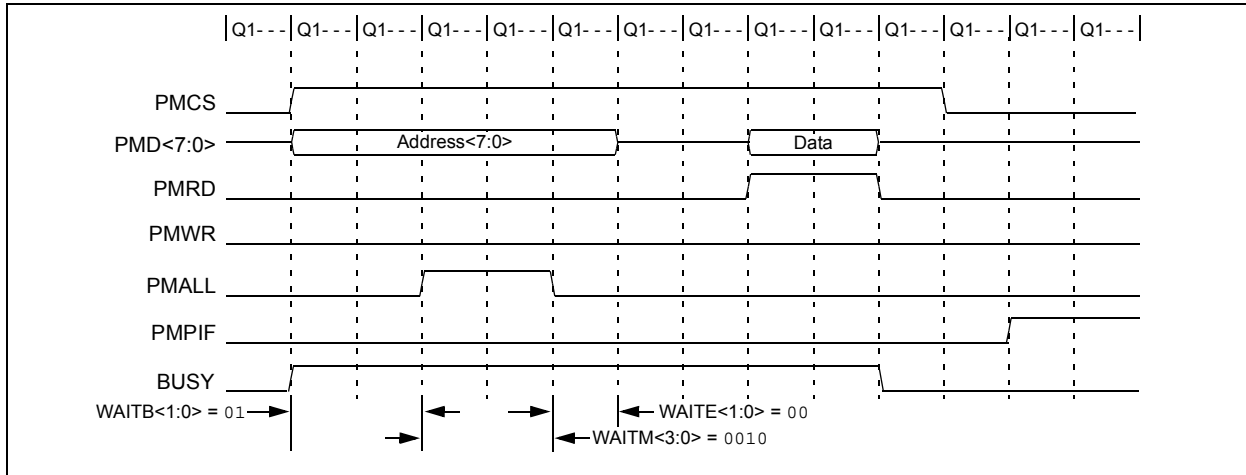 Q1- - - Q1- - - Q1- - - Q1- - - Q1- - - Q1- - - Q1- - - Q1- - - Q1- - - Q1- - - Q1- - - Q1- - - Q1- - - Q1- - -
PMCS
PMD<7:0> Address<7:0> Data
PMRD
PMWR
PMALL
PMPIF
BUSY
WAITB<1:0> = 01 WAITE<1:0> = 00
WAITM<3:0> = 0010